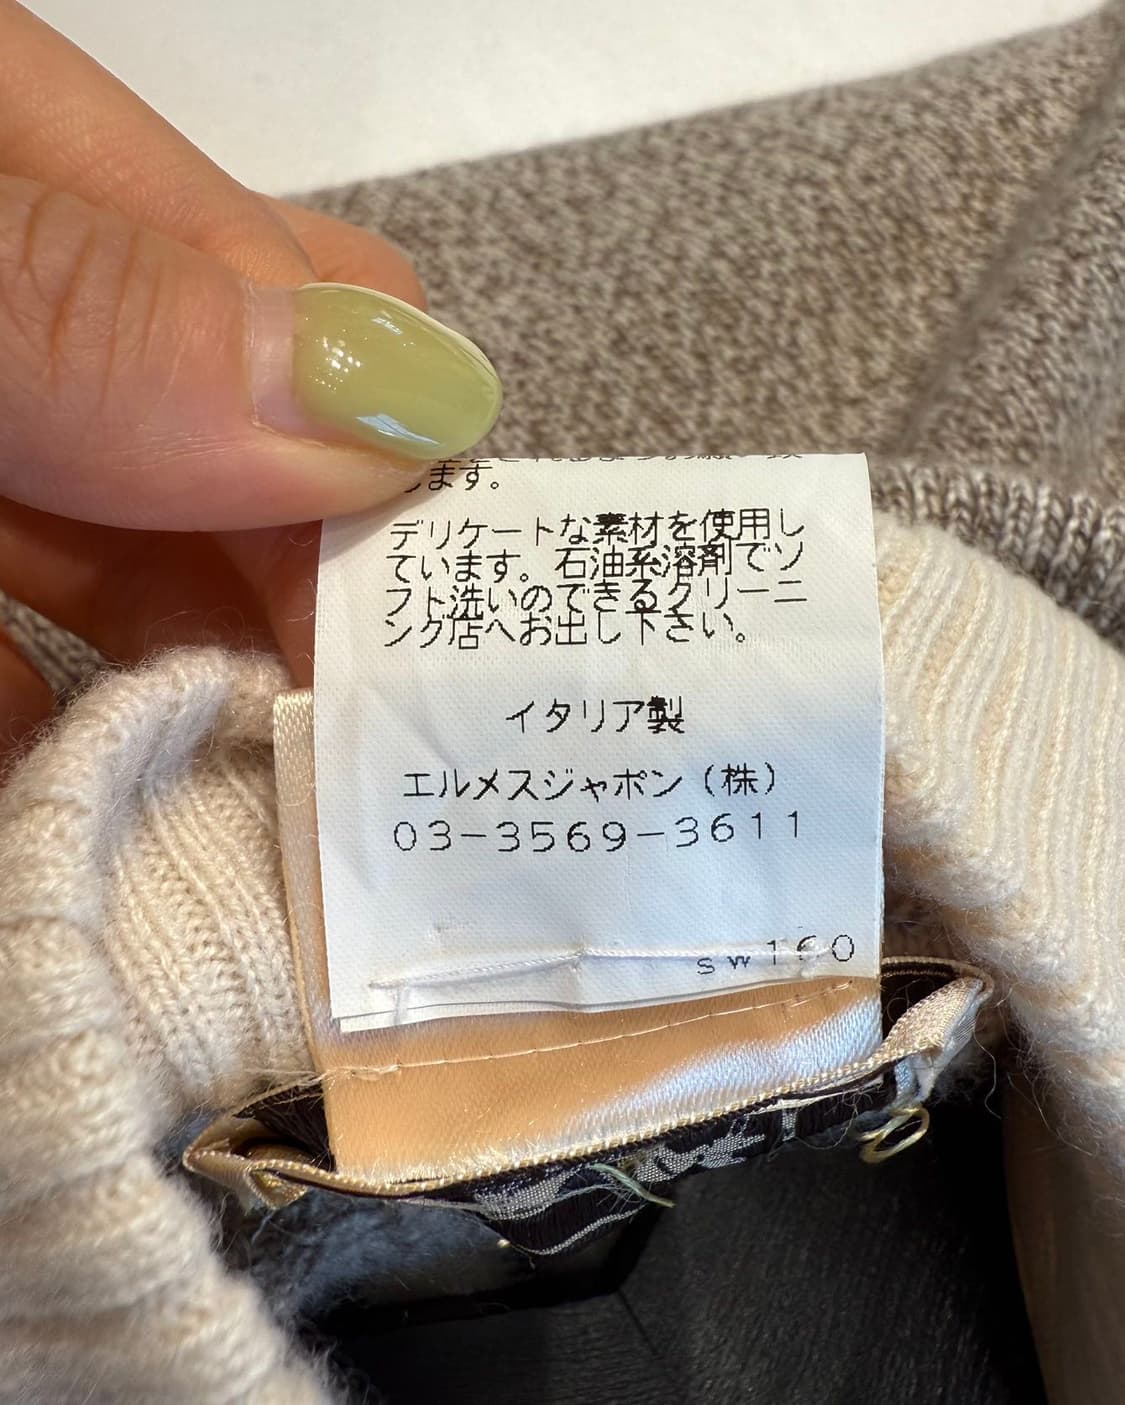 します。
デリケートな素材を使用し
ています。石油系溶剤でソ
フト洗いのできるクリーニ
ング店へお出し下さい。
イタリア製
エルメスジャポン（株）
03-3569-3611
sw160